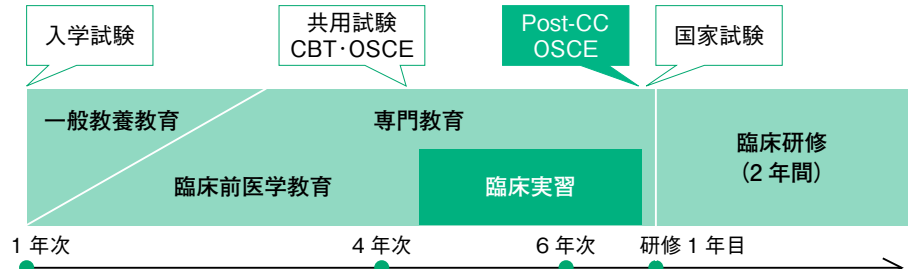 入学試験
共用試験
CBT･OSCE
Post-CC
OSCE
国家試験
一般教養教育
専門教育
臨床研修
(2 年間)
臨床前医学教育
臨床実習
1 年次
4 年次
6 年次
研修 1 年目